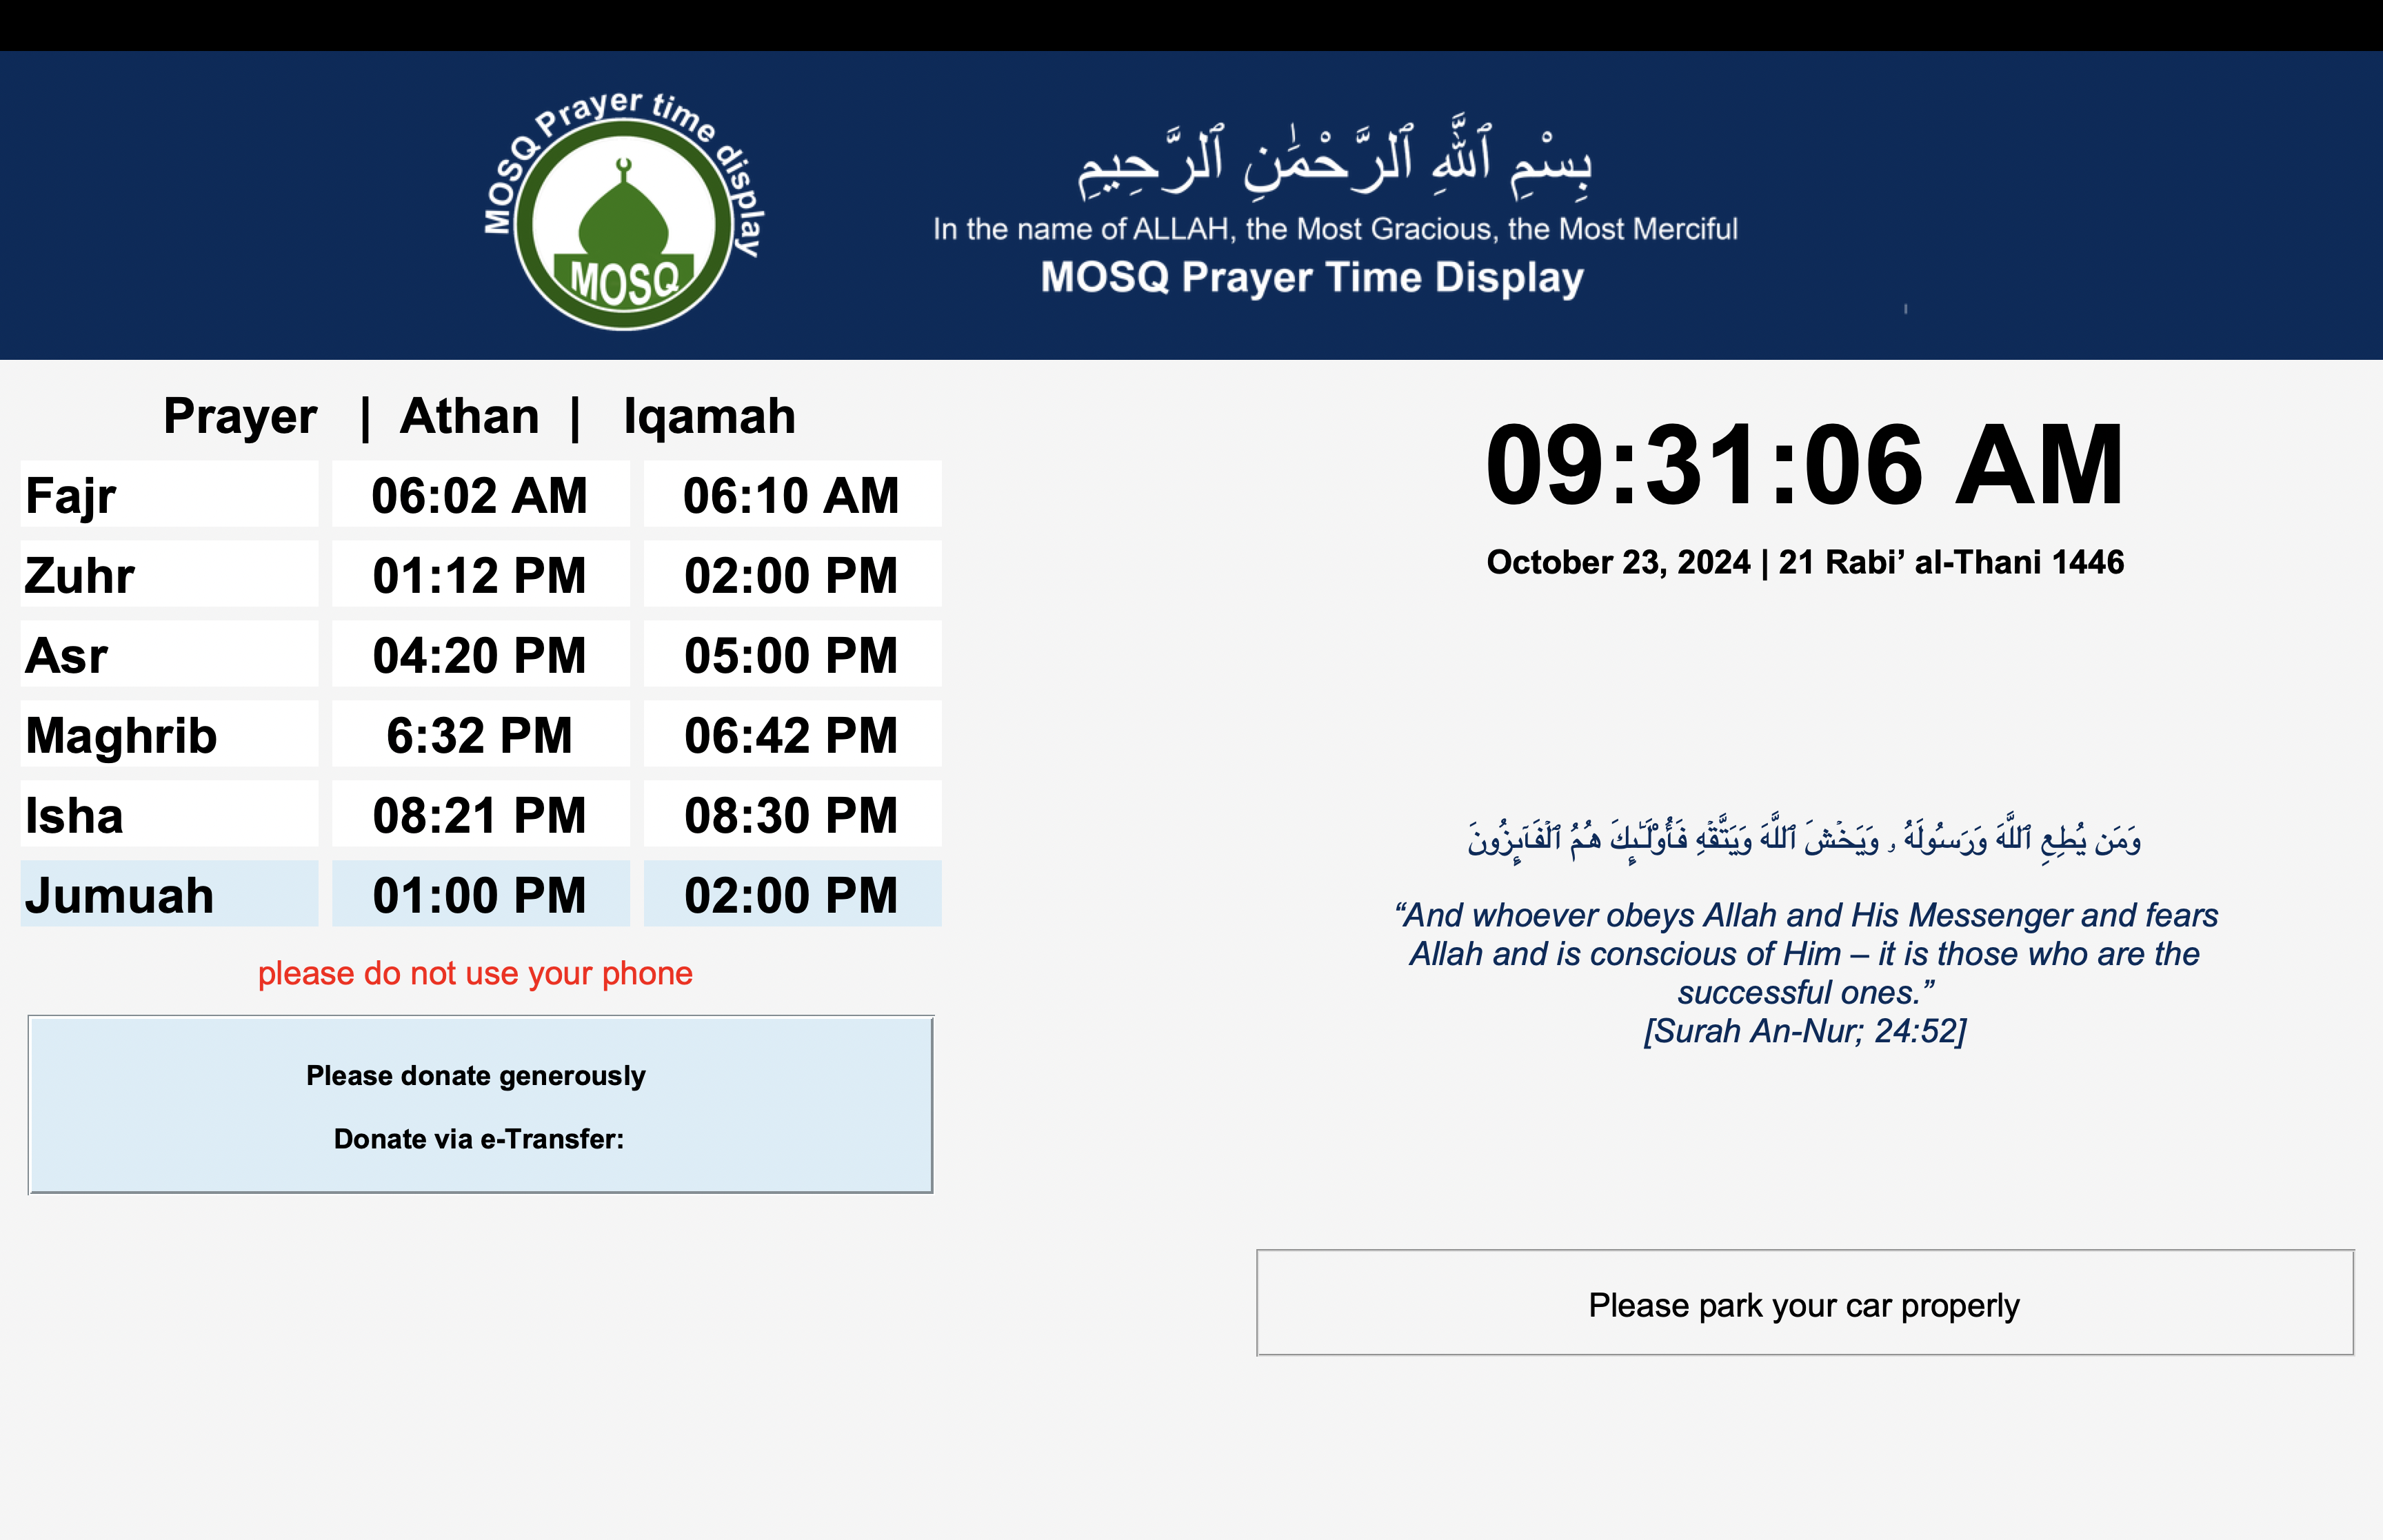 MOSQ Prayer time display
MOSQ
بِسْمِ ٱللَّهِ ٱلرَّحْمَٰنِ ٱلرَّحِيمِ
In the name of ALLAH, the Most Gracious, the Most Merciful
MOSQ Prayer Time Display
Prayer | Athan | Iqamah
Fajr 06:02 AM 06:10 AM
Zuhr 01:12 PM 02:00 PM
Asr 04:20 PM 05:00 PM
Maghrib 6:32 PM 06:42 PM
Isha 08:21 PM 08:30 PM
Jumuah 01:00 PM 02:00 PM
please do not use your phone
Please donate generously
Donate via e-Transfer:
09:31:06 AM
October 23, 2024 | 21 Rabi’ al-Thani 1446
وَمَن يُطِعِ ٱللَّهَ وَرَسُولَهُۥ وَيَخْشَ ٱللَّهَ وَيَتَّقْهِ فَأُو۟لَـٰٓئِكَ هُمُ ٱلْفَآئِزُونَ
“And whoever obeys Allah and His Messenger and fears
Allah and is conscious of Him – it is those who are the
successful ones.”
[Surah An-Nur; 24:52]
Please park your car properly